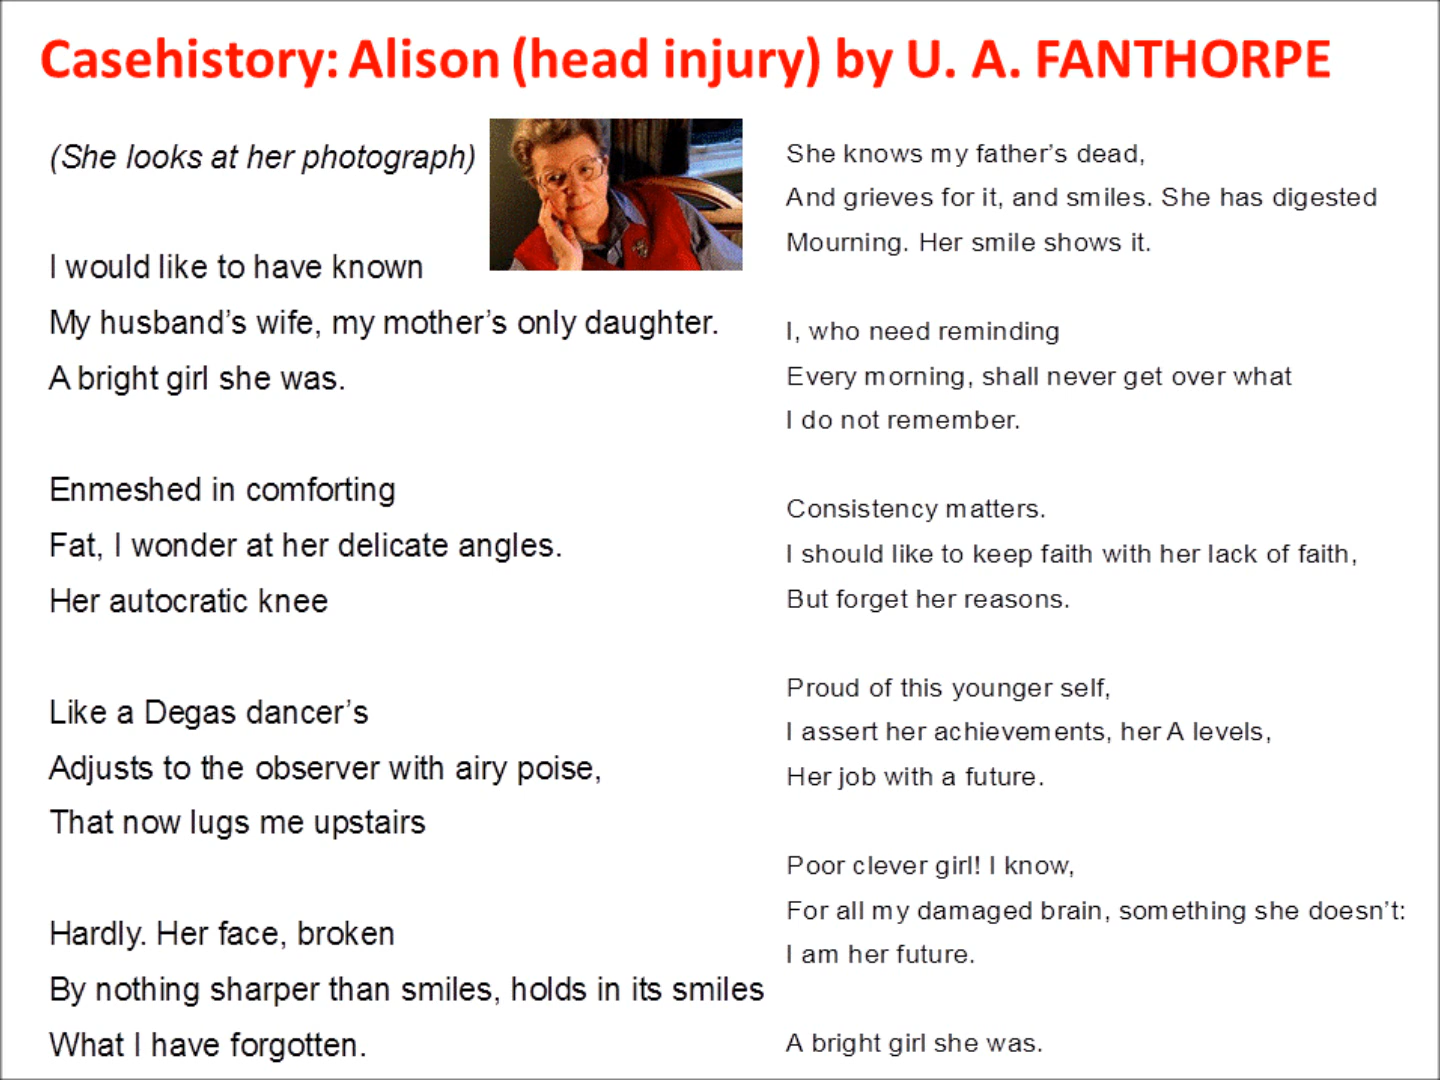 Casehistory: Alison (head injury) by U. A. FANTHORPE
(She looks at her photograph)
I would like to have known
My husband's wife, my mother's only daughter.
A bright girl she was.
Enmeshed in comforting
Fat, I wonder at her delicate angles.
Her autocratic knee
Like a Degas dancer's
Adjusts to the observer with airy poise,
That now lugs me upstairs
Hardly. Her face, broken
By nothing sharper than smiles, holds in its smiles
What I have forgotten.
She knows my father's dead,
And grieves for it, and smiles. She has digested
Mourning. Her smile shows it.
I, who need reminding
Every morning, shall never get over what
I do not remember.
Consistency matters.
I should like to keep faith with her lack of faith,
But forget her reasons.
Proud of this younger self,
I assert her achievements, her A levels,
Her job with a future.
Poor clever girl! I know,
For all my damaged brain, something she doesn't:
I am her future.
A bright girl she was.